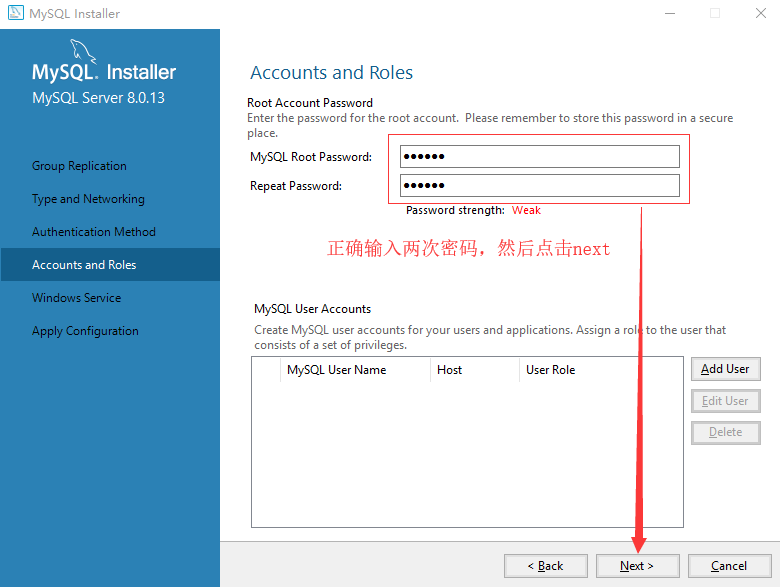 MySQL Installer
MySQL. Installer
MySQL Server 8.0.13
Group Replication
Type and Networking
Authentication Method
Accounts and Roles
Windows Service
Apply Configuration
Accounts and Roles
Root Account Password
Enter the password for the root account.  Please remember to store this password in a secure
place.
MySQL Root Password: ●●●●●●
Repeat Password: ●●●●●●
Password strength: Weak
正确输入两次密码，然后点击next
MySQL User Accounts
Create MySQL user accounts for your users and applications. Assign a role to the user that
consists of a set of privileges.
MySQL User Name Host User Role
Add User
Edit User
Delete
< Back Next > Cancel